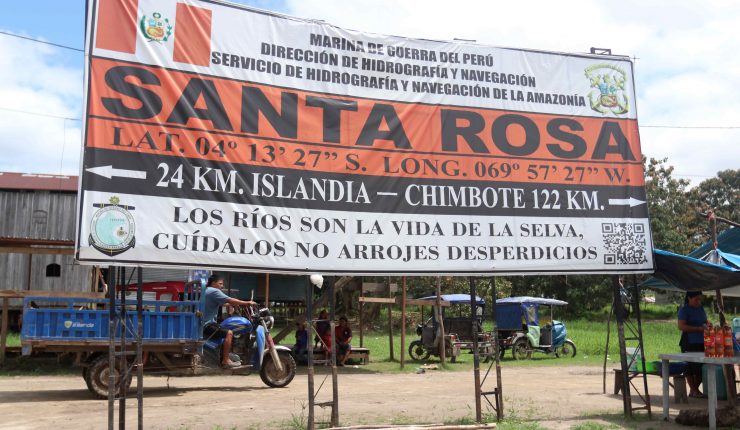 MARINA DE GUERRA DEL PERÚ
DIRECCIÓN DE HIDROGRAFÍA Y NAVEGACIÓN
SERVICIO DE HIDROGRAFÍA Y NAVEGACIÓN DE LA AMAZONÍA
SANTA ROSA
LAT. 04º 13' 27" S. LONG. 069º 57' 27" W.
24 KM. ISLANDIA — CHIMBOTE 122 KM.
LOS RÍOS SON LA VIDA DE LA SELVA,
CUÍDALOS NO ARROJES DESPERDICIOS